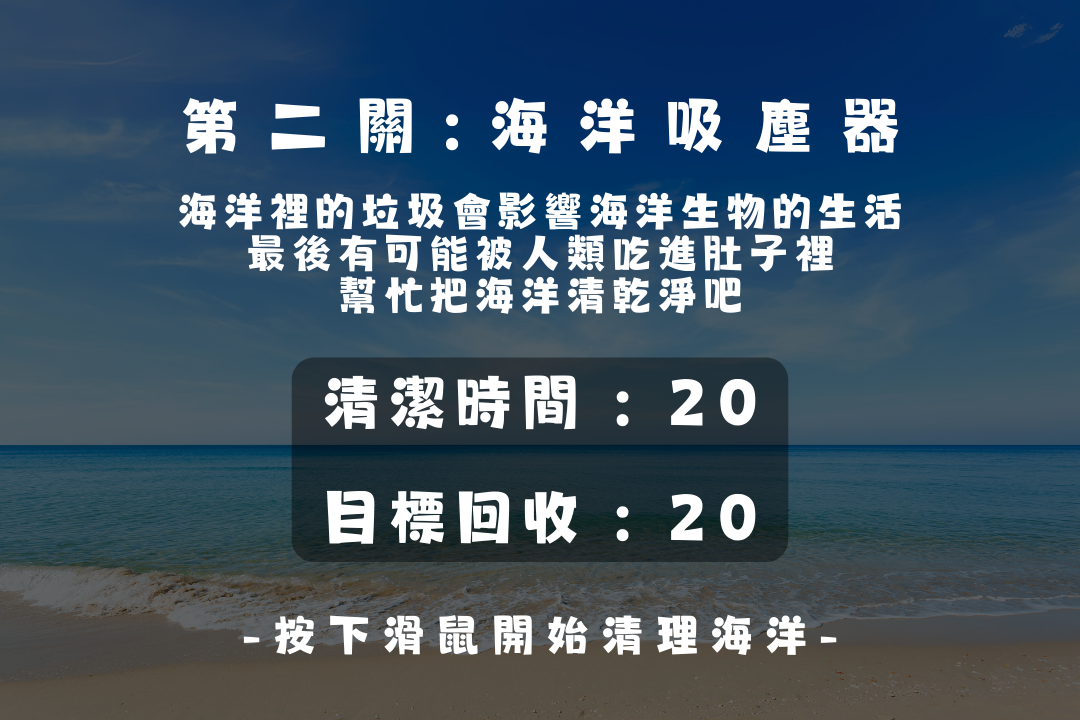 第二關:海洋吸塵器
海洋裡的垃圾會影響海洋生物的生活
最後有可能被人類吃進肚子裡
幫忙把海洋清乾淨吧
清潔時間:20
目標回收:20
-按下滑鼠開始清理海洋-